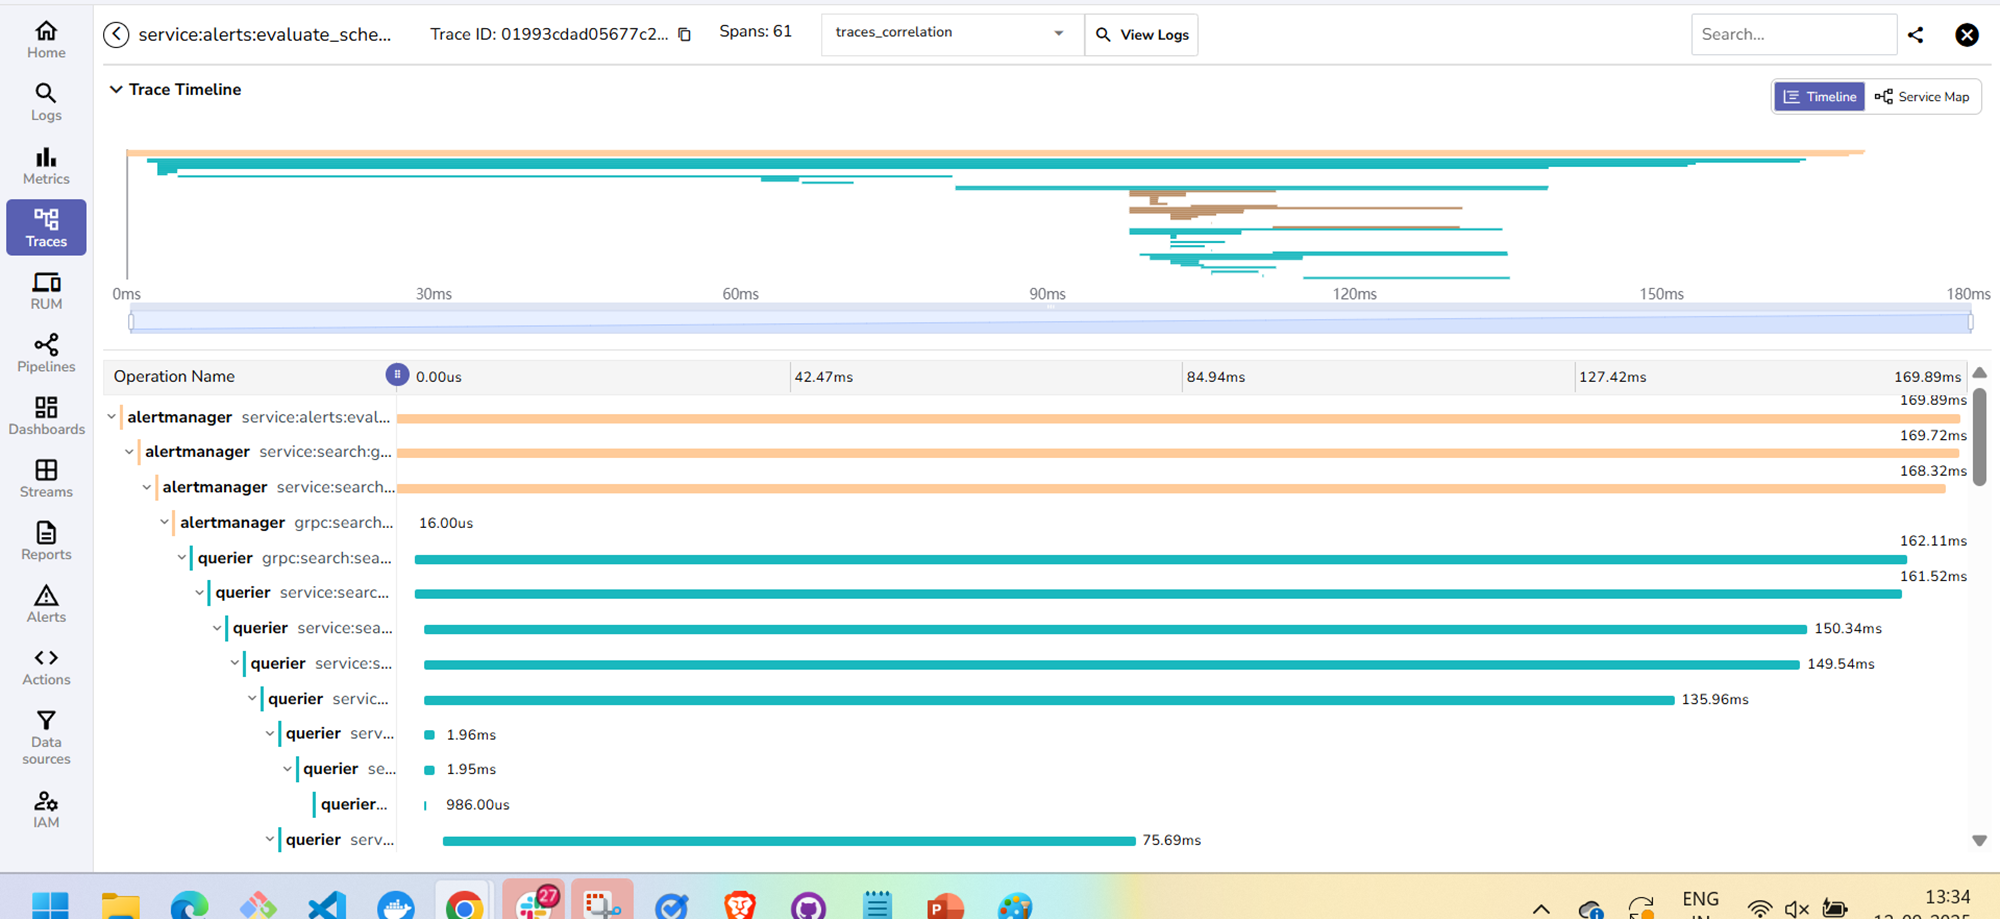 Home
Logs
Metrics
Traces
RUM
Pipelines
Dashboards
Streams
Reports
Alerts
Actions
Data
sources
IAM
service:alerts:evaluate_sche...
Trace ID: 01993cdad05677c2...
Spans: 61
traces_correlation
View Logs
Search...
Trace Timeline
Timeline
Service Map
0ms 30ms 60ms 90ms 120ms 150ms 180ms
Operation Name 0.00us 42.47ms 84.94ms 127.42ms 169.89ms
alertmanager service:alerts:eval... 169.89ms
alertmanager service:search:g... 169.72ms
alertmanager service:search... 168.32ms
alertmanager grpc:search... 16.00us
querier grpc:search:sea... 162.11ms
querier service:searc... 161.52ms
querier service:sea... 150.34ms
querier service:s... 149.54ms
querier servic... 135.96ms
querier serv... 1.96ms
querier se... 1.95ms
querier... 986.00us
querier serv... 75.69ms
27
ENG
13:34